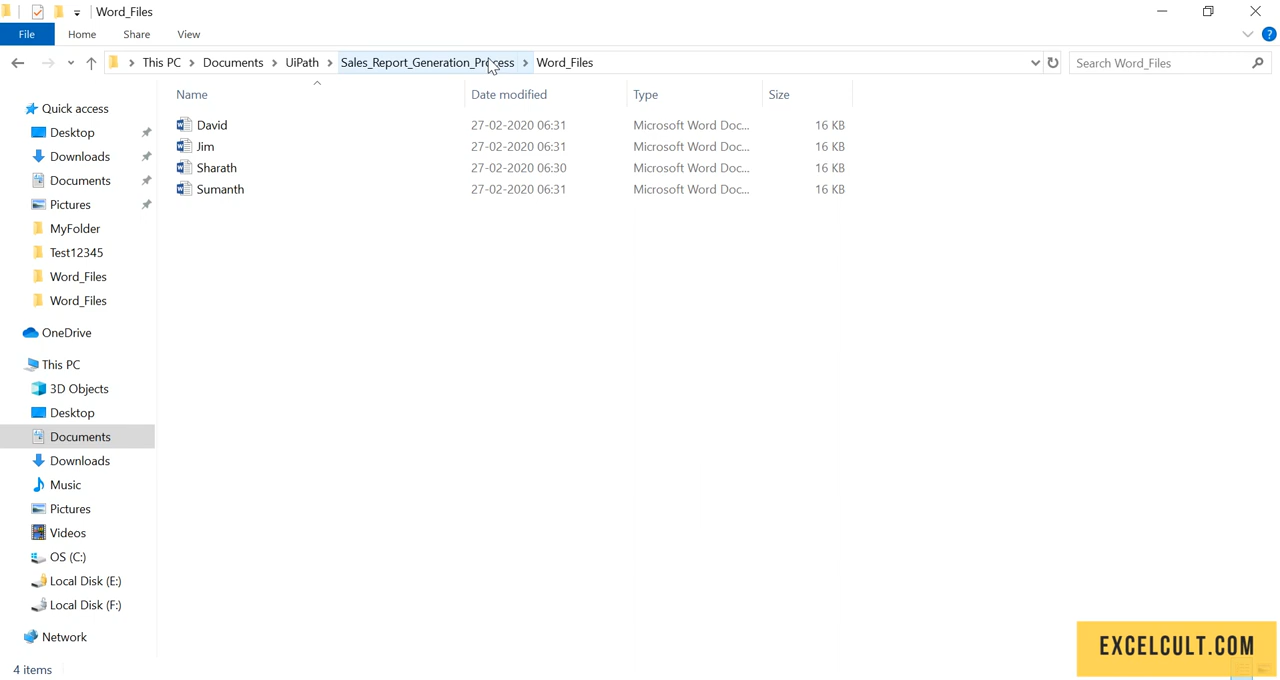 Word_Files
File Home Share View
This PC > Documents > UiPath > Sales_Report_Generation_Process > Word_Files
Search Word_Files
Name Date modified Type Size
David 27-02-2020 06:31 Microsoft Word Doc... 16 KB
Jim 27-02-2020 06:31 Microsoft Word Doc... 16 KB
Sharath 27-02-2020 06:30 Microsoft Word Doc... 16 KB
Sumanth 27-02-2020 06:31 Microsoft Word Doc... 16 KB
Quick access
Desktop
Downloads
Documents
Pictures
MyFolder
Test12345
Word_Files
Word_Files
OneDrive
This PC
3D Objects
Desktop
Documents
Downloads
Music
Pictures
Videos
OS (C:)
Local Disk (E:)
Local Disk (F:)
Network
4 items
EXCELCULT.COM